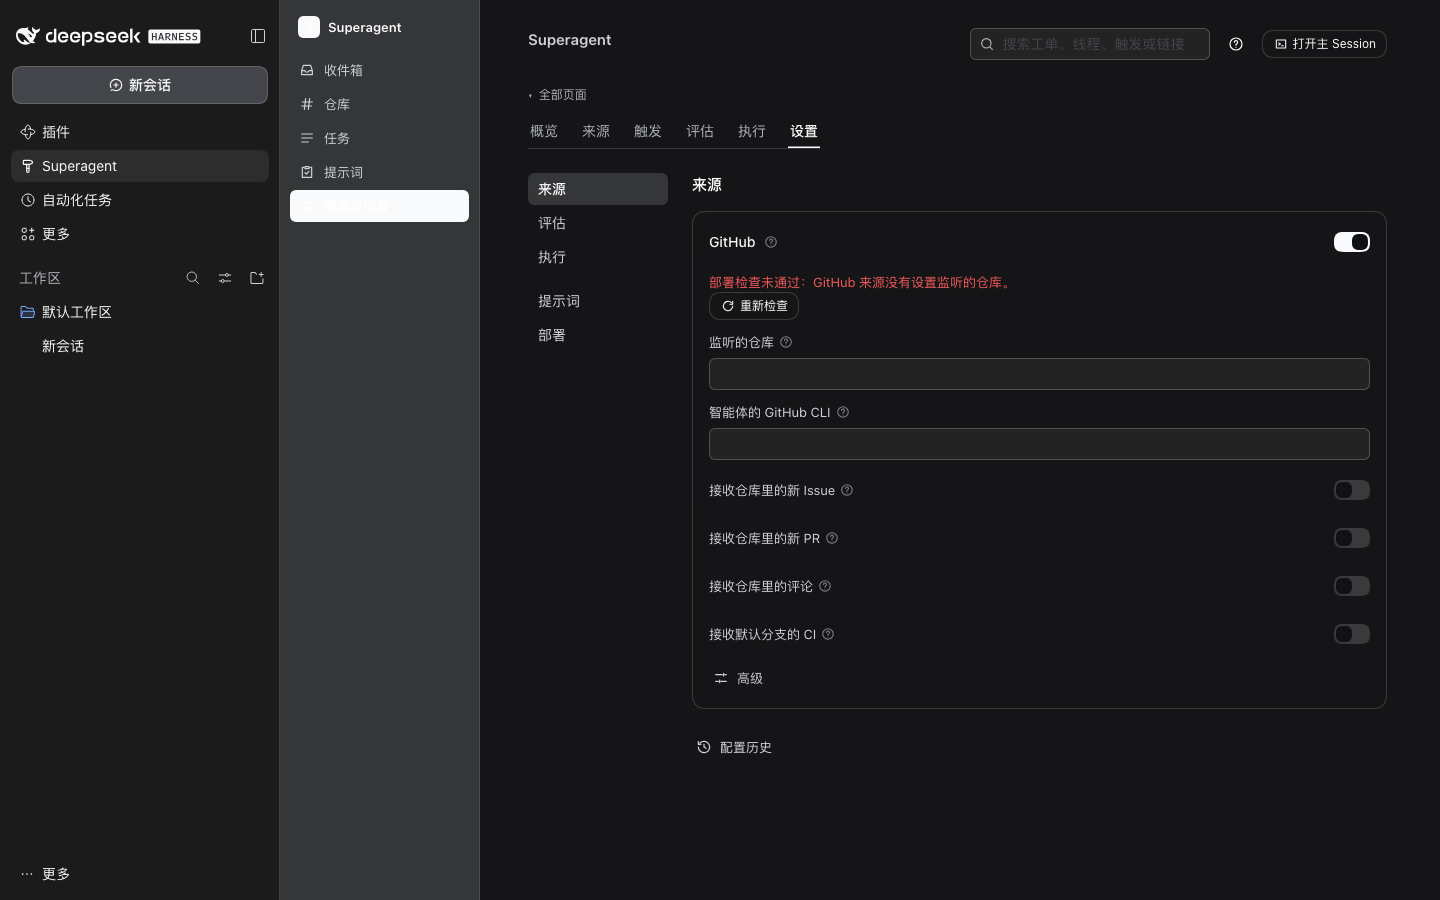 deepseek HARNESS
新会话
插件
Superagent
自动化任务
更多
工作区
默认工作区
新会话
更多
Superagent
收件箱
仓库
任务
提示词
Superagent
搜索工单、线程、触发或链接
打开主 Session
全部页面
概览
来源
触发
评估
执行
设置
来源
评估
执行
提示词
部署
来源
GitHub
部署检查未通过：GitHub 来源没有设置监听的仓库。
重新检查
监听的仓库
智能体的 GitHub CLI
接收仓库里的新 Issue
接收仓库里的新 PR
接收仓库里的评论
接收默认分支的 CI
高级
配置历史